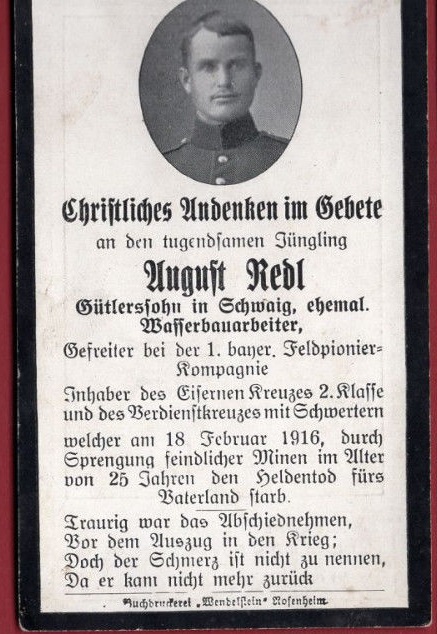 Christliches Andenken im Gebete
an den tugendsamen Jüngling
August Redl
Gütlerssohn in Schwaig, ehemal.
Wasserbauarbeiter,
Gefreiter bei der 1. bayer. Feldpionier-
Kompagnie
Inhaber des Eisernen Kreuzes 2. Klasse
und des Verdienstkreuzes mit Schwertern
welcher am 18 Februar 1916, durch
Sprengung feindlicher Minen im Alter
von 25 Jahren den Heldentod fürs
Vaterland starb.
Traurig war das Abschiednehmen,
Vor dem Auszug in den Krieg;
Doch der Schmerz ist nicht zu nennen,
Da er kam nicht mehr zurück
Buchdruckerei „Wendelstein" Rosenheim